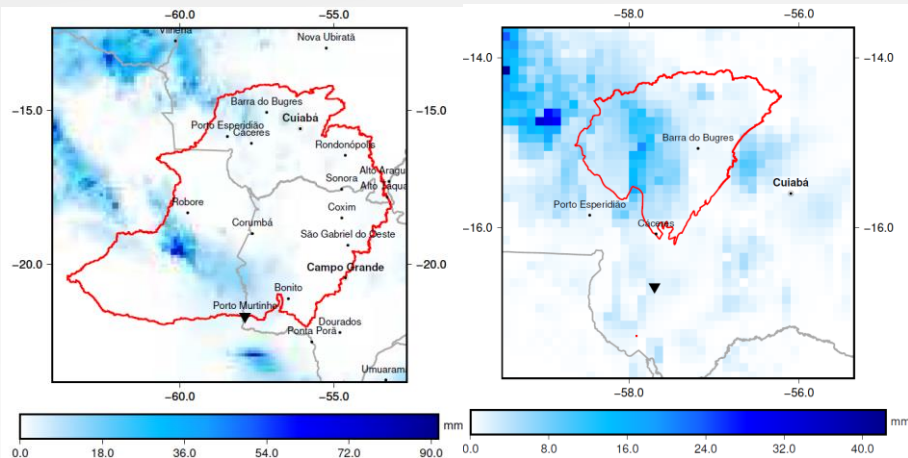 −60.0 −55.0
Vilhena
Nova Ubiratã
−15.0 −15.0
Barra do Bugres
Cuiabá
Porto Esperidião
Cáceres
Rondonópolis
Alto Aragu
Sonora
Alto Taqua
Robore
Coxim
Corumbá
São Gabriel do Oeste
−20.0 −20.0
Campo Grande
Bonito
Porto Murtinho
Dourados
Ponta Porã
Umuarama
−60.0 −55.0
mm
0.0 18.0 36.0 54.0 72.0 90.0
−58.0 −56.0
−14.0 −14.0
Barra do Bugres
Cuiabá
Porto Esperidião
Cáceres
−16.0 −16.0
−58.0 −56.0
mm
0.0 8.0 16.0 24.0 32.0 40.0